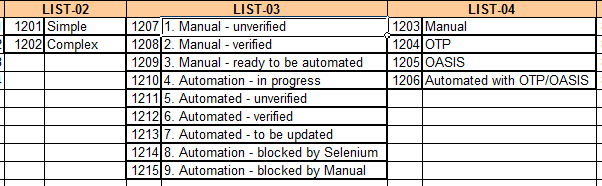 LIST-02 LIST-03 LIST-04
1201 Simple 1207 1. Manual - unverified 1203 Manual
1202 Complex 1208 2. Manual - verified 1204 OTP
1209 3. Manual - ready to be automated 1205 OASIS
1210 4. Automation - in progress 1206 Automated with OTP/OASIS
1211 5. Automated - unverified
1212 6. Automated - verified
1213 7. Automated - to be updated
1214 8. Automation - blocked by Selenium
1215 9. Automation - blocked by Manual